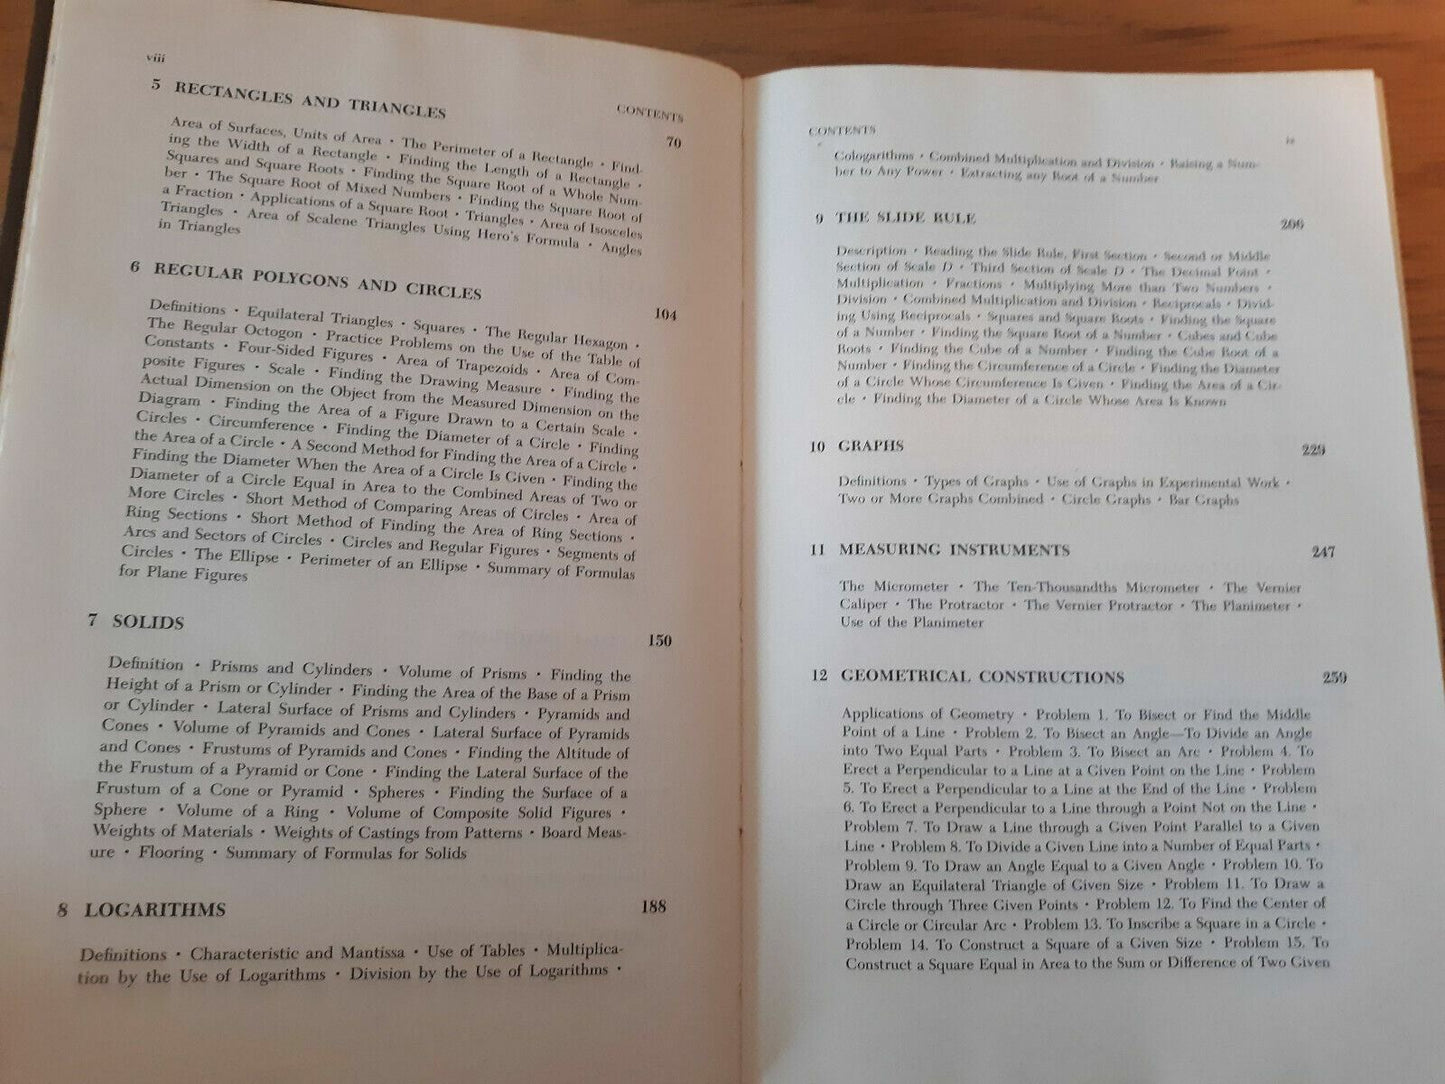 viii
CONTENTS
5 RECTANGLES AND TRIANGLES 70
Area of Surfaces, Units of Area · The Perimeter of a Rectangle · Find-
ing the Width of a Rectangle · Finding the Length of a Rectangle ·
Squares and Square Roots · Finding the Square Root of a Whole Num-
ber · The Square Root of Mixed Numbers · Finding the Square Root of
a Fraction · Applications of a Square Root · Triangles · Area of Isosceles
Triangles · Area of Scalene Triangles Using Hero's Formula · Angles
in Triangles
6 REGULAR POLYGONS AND CIRCLES 104
Definitions · Equilateral Triangles · Squares · The Regular Hexagon ·
The Regular Octogon · Practice Problems on the Use of the Table of
Constants · Four-Sided Figures · Area of Trapezoids · Area of Com-
posite Figures · Scale · Finding the Drawing Measure · Finding the
Actual Dimension on the Object from the Measured Dimension on the
Diagram · Finding the Area of a Figure Drawn to a Certain Scale ·
Circles · Circumference · Finding the Diameter of a Circle · Finding
the Area of a Circle · A Second Method for Finding the Area of a Circle ·
Finding the Diameter When the Area of a Circle Is Given · Finding the
Diameter of a Circle Equal in Area to the Combined Areas of Two or
More Circles · Short Method of Comparing Areas of Circles · Area of
Ring Sections · Short Method of Finding the Area of Ring Sections ·
Arcs and Sectors of Circles · Circles and Regular Figures · Segments of
Circles · The Ellipse · Perimeter of an Ellipse · Summary of Formulas
for Plane Figures
7 SOLIDS 150
Definition · Prisms and Cylinders · Volume of Prisms · Finding the
Height of a Prism or Cylinder · Finding the Area of the Base of a Prism
or Cylinder · Lateral Surface of Prisms and Cylinders · Pyramids and
Cones · Volume of Pyramids and Cones · Lateral Surface of Pyramids
and Cones · Frustums of Pyramids and Cones · Finding the Altitude of
the Frustum of a Pyramid or Cone · Finding the Lateral Surface of the
Frustum of a Cone or Pyramid · Spheres · Finding the Surface of a
Sphere · Volume of a Ring · Volume of Composite Solid Figures ·
Weights of Materials · Weights of Castings from Patterns · Board Meas-
ure · Flooring · Summary of Formulas for Solids
8 LOGARITHMS 188
Definitions · Characteristic and Mantissa · Use of Tables · Multiplica-
tion by the Use of Logarithms · Division by the Use of Logarithms ·
CONTENTS ix
Cologarithms · Combined Multiplication and Division · Raising a Num-
ber to Any Power · Extracting any Root of a Number
9 THE SLIDE RULE 206
Description · Reading the Slide Rule, First Section · Second or Middle
Section of Scale D · Third Section of Scale D · The Decimal Point ·
Multiplication · Fractions · Multiplying More than Two Numbers ·
Division · Combined Multiplication and Division · Reciprocals · Divid-
ing Using Reciprocals · Squares and Square Roots · Finding the Square
of a Number · Finding the Square Root of a Number · Cubes and Cube
Roots · Finding the Cube of a Number · Finding the Cube Root of a
Number · Finding the Circumference of a Circle · Finding the Diameter
of a Circle Whose Circumference Is Given · Finding the Area of a Cir-
cle · Finding the Diameter of a Circle Whose Area Is Known
10 GRAPHS 229
Definitions · Types of Graphs · Use of Graphs in Experimental Work ·
Two or More Graphs Combined · Circle Graphs · Bar Graphs
11 MEASURING INSTRUMENTS 247
The Micrometer · The Ten-Thousandths Micrometer · The Vernier
Caliper · The Protractor · The Vernier Protractor · The Planimeter ·
Use of the Planimeter
12 GEOMETRICAL CONSTRUCTIONS 259
Applications of Geometry · Problem 1. To Bisect or Find the Middle
Point of a Line · Problem 2. To Bisect an Angle—To Divide an Angle
into Two Equal Parts · Problem 3. To Bisect an Arc · Problem 4. To
Erect a Perpendicular to a Line at a Given Point on the Line · Problem
5. To Erect a Perpendicular to a Line at the End of the Line · Problem
6. To Erect a Perpendicular to a Line through a Point Not on the Line ·
Problem 7. To Draw a Line through a Given Point Parallel to a Given
Line · Problem 8. To Divide a Given Line into a Number of Equal Parts ·
Problem 9. To Draw an Angle Equal to a Given Angle · Problem 10. To
Draw an Equilateral Triangle of Given Size · Problem 11. To Draw a
Circle through Three Given Points · Problem 12. To Find the Center of
a Circle or Circular Arc · Problem 13. To Inscribe a Square in a Circle ·
Problem 14. To Construct a Square of a Given Size · Problem 15. To
Construct a Square Equal in Area to the Sum or Difference of Two Given